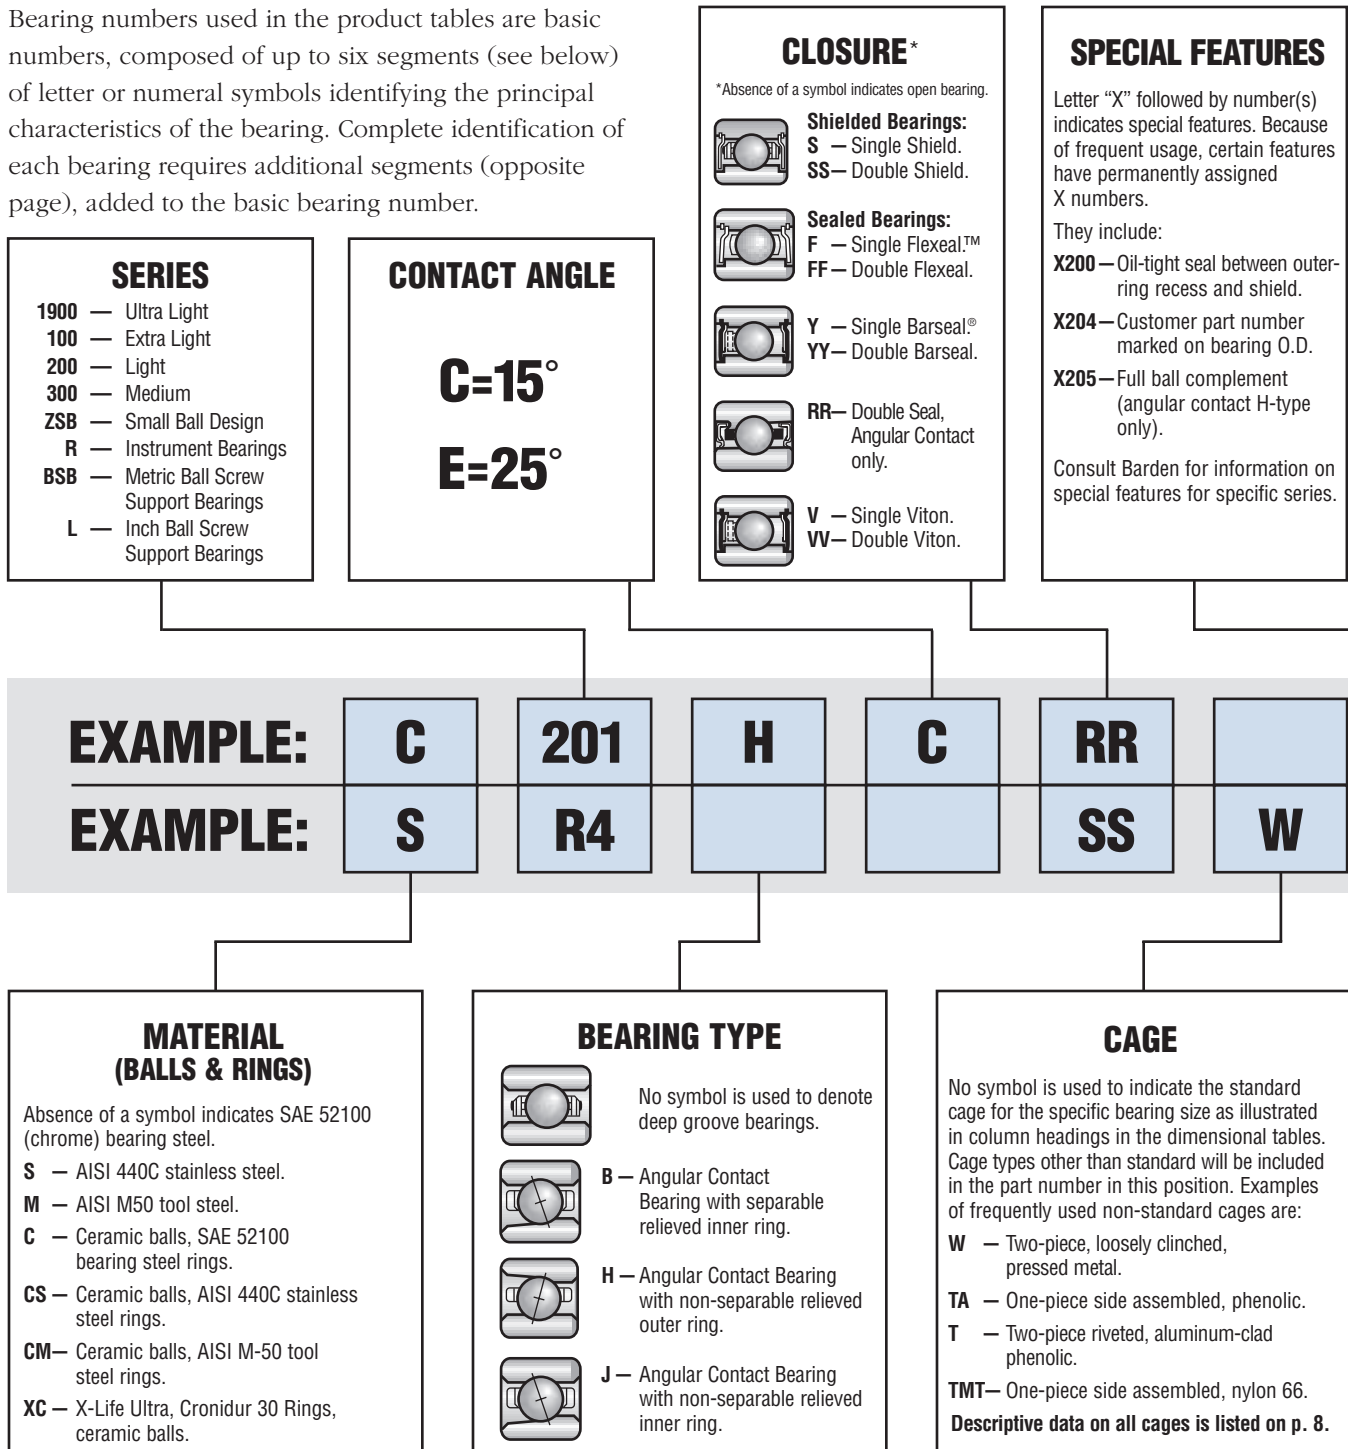 Bearing numbers used in the product tables are basic
numbers, composed of up to six segments (see below)
of letter or numeral symbols identifying the principal
characteristics of the bearing. Complete identification of
each bearing requires additional segments (opposite
page), added to the basic bearing number.
SERIES
1900 — Ultra Light
100 — Extra Light
200 — Light
300 — Medium
ZSB — Small Ball Design
R — Instrument Bearings
BSB — Metric Ball Screw
Support Bearings
L — Inch Ball Screw
Support Bearings
CONTACT ANGLE
C=15°
E=25°
CLOSURE*
*Absence of a symbol indicates open bearing.
Shielded Bearings:
S — Single Shield.
SS— Double Shield.
Sealed Bearings:
F — Single Flexeal.™
FF— Double Flexeal.
Y — Single Barseal.®
YY— Double Barseal.
RR— Double Seal,
Angular Contact
only.
V — Single Viton.
VV— Double Viton.
SPECIAL FEATURES
Letter “X” followed by number(s)
indicates special features. Because
of frequent usage, certain features
have permanently assigned
X numbers.
They include:
X200—Oil-tight seal between outer-
ring recess and shield.
X204—Customer part number
marked on bearing O.D.
X205—Full ball complement
(angular contact H-type
only).
Consult Barden for information on
special features for specific series.
EXAMPLE: C 201 H C RR
EXAMPLE: S R4 SS W
MATERIAL
(BALLS & RINGS)
Absence of a symbol indicates SAE 52100
(chrome) bearing steel.
S — AISI 440C stainless steel.
M — AISI M50 tool steel.
C — Ceramic balls, SAE 52100
bearing steel rings.
CS — Ceramic balls, AISI 440C stainless
steel rings.
CM— Ceramic balls, AISI M-50 tool
steel rings.
XC — X-Life Ultra, Cronidur 30 Rings,
ceramic balls.
BEARING TYPE
No symbol is used to denote
deep groove bearings.
B — Angular Contact
Bearing with separable
relieved inner ring.
H — Angular Contact Bearing
with non-separable relieved
outer ring.
J — Angular Contact Bearing
with non-separable relieved
inner ring.
CAGE
No symbol is used to indicate the standard
cage for the specific bearing size as illustrated
in column headings in the dimensional tables.
Cage types other than standard will be included
in the part number in this position. Examples
of frequently used non-standard cages are:
W — Two-piece, loosely clinched,
pressed metal.
TA — One-piece side assembled, phenolic.
T — Two-piece riveted, aluminum-clad
phenolic.
TMT— One-piece side assembled, nylon 66.
Descriptive data on all cages is listed on p. 8.